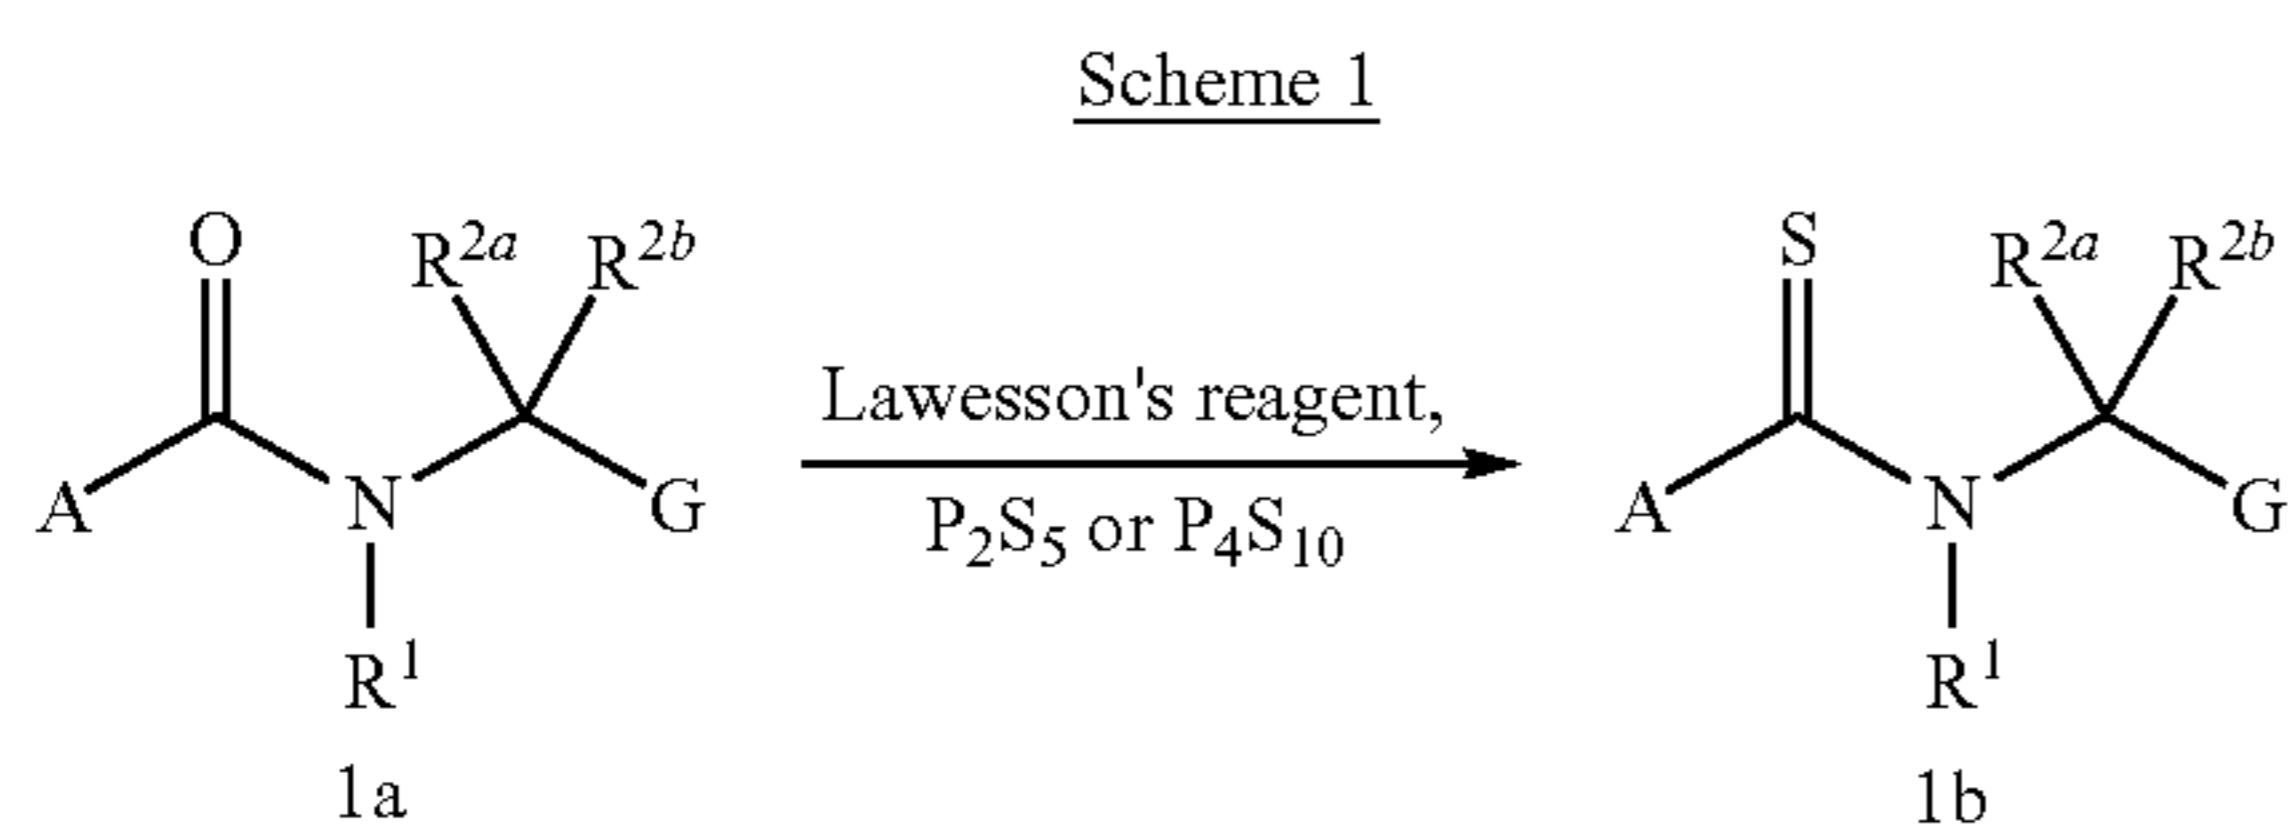 Scheme 1
O R2a R2b S R2a R2b
Lawesson's reagent,
A N G P2S5 or P4S10 A N G
R1 R1
1a 1b